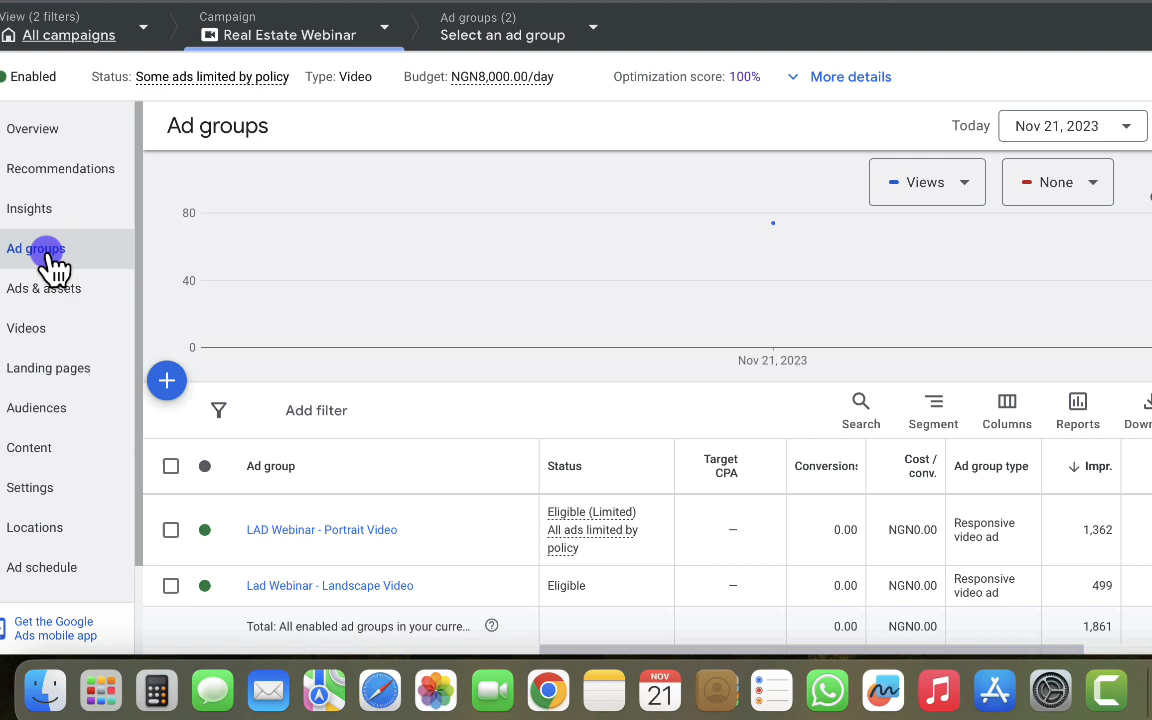 View (2 filters)
All campaigns
Campaign
Real Estate Webinar
Ad groups (2)
Select an ad group
Enabled
Status: Some ads limited by policy
Type: Video
Budget: NGN8,000.00/day
Optimization score: 100%
More details
Overview
Recommendations
Insights
Ad groups
Ads & assets
Videos
Landing pages
Audiences
Content
Settings
Locations
Ad schedule
Get the Google
Ads mobile app
Ad groups
Today
Nov 21, 2023
Views
None
80
40
0
Nov 21, 2023
Add filter
Search
Segment
Columns
Reports
Down
Ad group
Status
Target
CPA
Conversions
Cost /
conv.
Ad group type
Impr.
LAD Webinar - Portrait Video
Eligible (Limited)
All ads limited by
policy
—
0.00
NGN0.00
Responsive
video ad
1,362
Lad Webinar - Landscape Video
Eligible
—
0.00
NGN0.00
Responsive
video ad
499
Total: All enabled ad groups in your curre...
0.00
NGN0.00
1,861
NOV
21